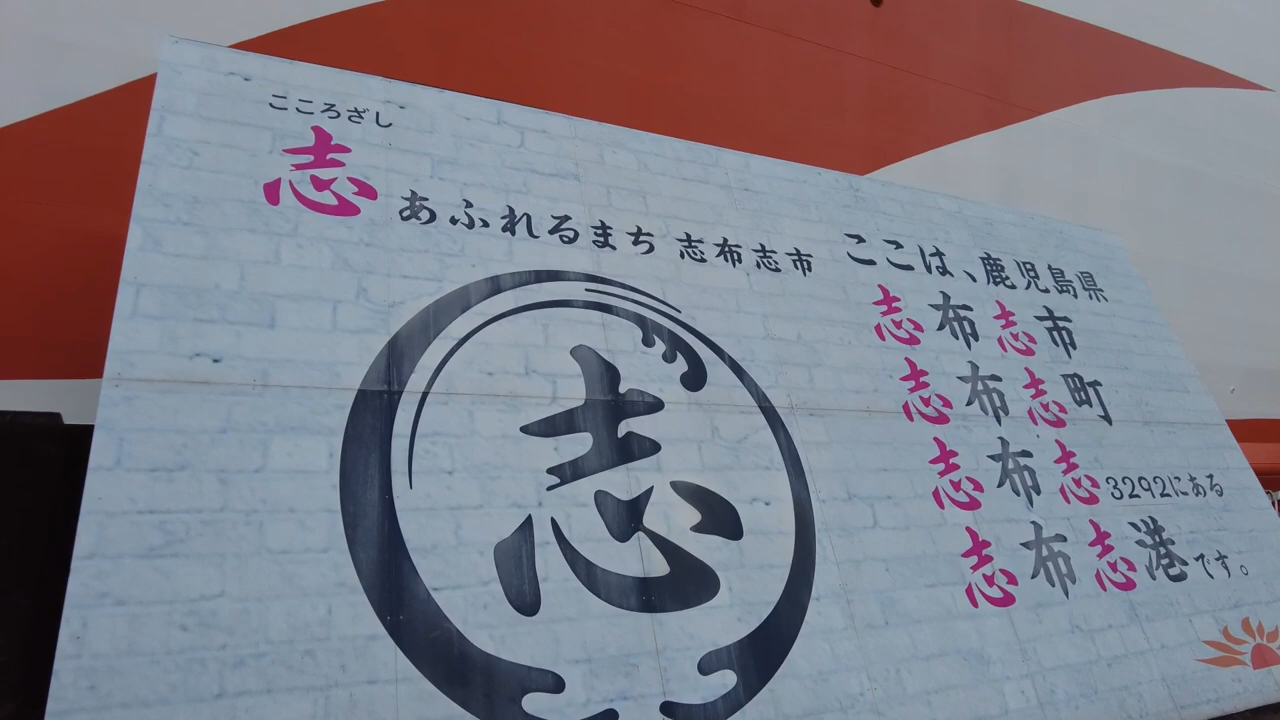 こころざし
志あふれるまち 志布志市
志
ここは、鹿児島県
志布志市
志布志町
志布志3292にある
志布志港です。